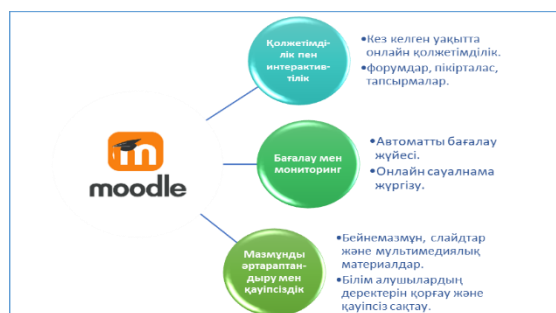 moodle
Қолжетімді-
лік пен
интерактив-
тілік
•Кез келген уақытта
онлайн қолжетімділік.
•форумдар, пікірталас,
тапсырмалар.
Бағалау мен
мониторинг
•Автоматты бағалау
жүйесі.
•Онлайн сауалнама
жүргізу.
Мазмұнды
әртараптан-
дыру мен
қауіпсіздік
•Бейнемазмұн, слайдтар
және мультимедиялық
материалдар.
•Білім алушылардың
деректерін қорғау және
қауіпсіз сақтау.